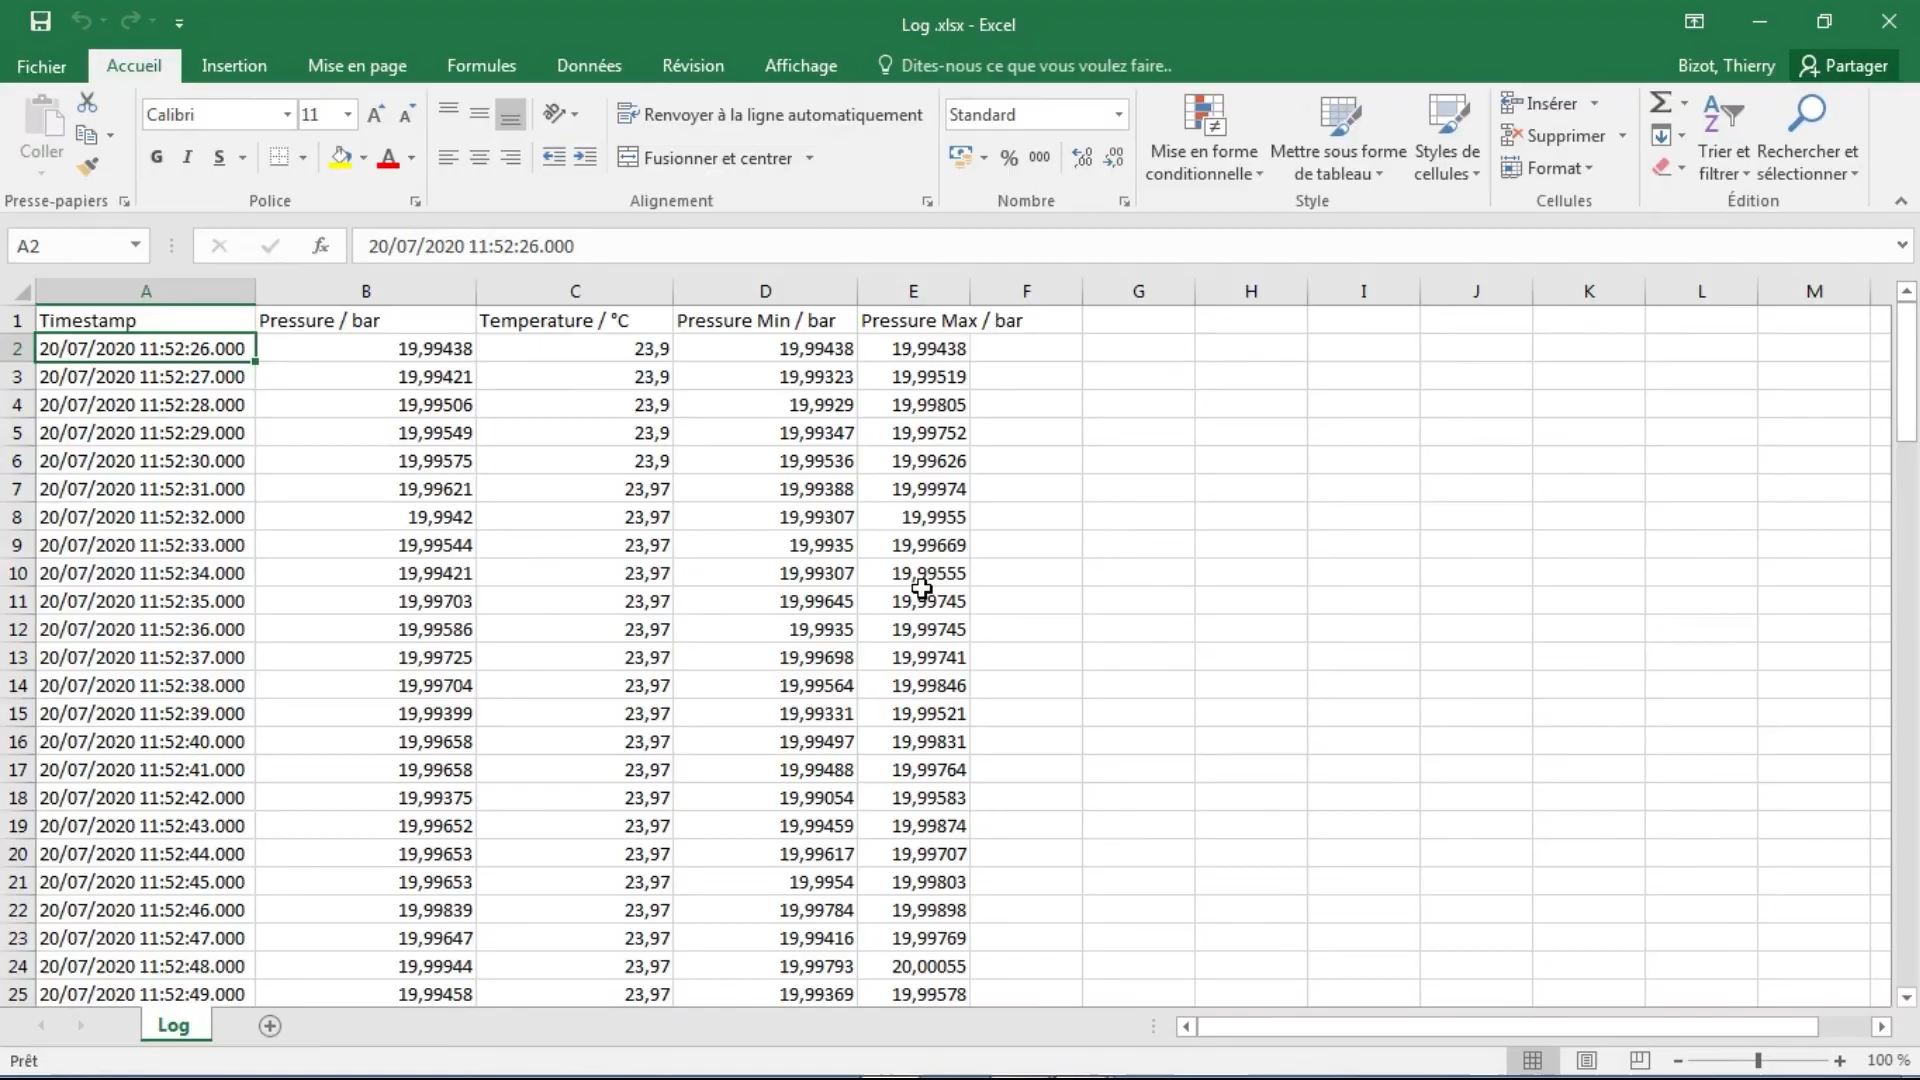 Log .xlsx - Excel
Fichier Accueil Insertion Mise en page Formules Données Révision Affichage Dites-nous ce que vous voulez faire.. Bizot, Thierry Partager
Coller
Presse-papiers
Calibri 11
G I S
Police
Renvoyer à la ligne automatiquement
Fusionner et centrer
Alignement
Standard
% 000
Nombre
Mise en forme conditionnelle
Mettre sous forme de tableau
Styles de cellules
Style
Insérer
Supprimer
Format
Cellules
Trier et filtrer
Rechercher et sélectionner
Édition
A2 fx 20/07/2020 11:52:26.000
A B C D E F G H I J K L M
1 Timestamp Pressure / bar Temperature / °C Pressure Min / bar Pressure Max / bar
2 20/07/2020 11:52:26.000 19,99438 23,9 19,99438 19,99438
3 20/07/2020 11:52:27.000 19,99421 23,9 19,99323 19,99519
4 20/07/2020 11:52:28.000 19,99506 23,9 19,9929 19,99805
5 20/07/2020 11:52:29.000 19,99549 23,9 19,99347 19,99752
6 20/07/2020 11:52:30.000 19,99575 23,9 19,99536 19,99626
7 20/07/2020 11:52:31.000 19,99621 23,97 19,99388 19,99974
8 20/07/2020 11:52:32.000 19,9942 23,97 19,99307 19,9955
9 20/07/2020 11:52:33.000 19,99544 23,97 19,9935 19,99669
10 20/07/2020 11:52:34.000 19,99421 23,97 19,99307 19,99555
11 20/07/2020 11:52:35.000 19,99703 23,97 19,99645 19,99745
12 20/07/2020 11:52:36.000 19,99586 23,97 19,9935 19,99745
13 20/07/2020 11:52:37.000 19,99725 23,97 19,99698 19,99741
14 20/07/2020 11:52:38.000 19,99704 23,97 19,99564 19,99846
15 20/07/2020 11:52:39.000 19,99399 23,97 19,99331 19,99521
16 20/07/2020 11:52:40.000 19,99658 23,97 19,99497 19,99831
17 20/07/2020 11:52:41.000 19,99658 23,97 19,99488 19,99764
18 20/07/2020 11:52:42.000 19,99375 23,97 19,99054 19,99583
19 20/07/2020 11:52:43.000 19,99652 23,97 19,99459 19,99874
20 20/07/2020 11:52:44.000 19,99653 23,97 19,99617 19,99707
21 20/07/2020 11:52:45.000 19,99653 23,97 19,9954 19,99803
22 20/07/2020 11:52:46.000 19,99839 23,97 19,99784 19,99898
23 20/07/2020 11:52:47.000 19,99647 23,97 19,99416 19,99769
24 20/07/2020 11:52:48.000 19,99944 23,97 19,99793 20,00055
25 20/07/2020 11:52:49.000 19,99458 23,97 19,99369 19,99578
Log
Prêt 100 %